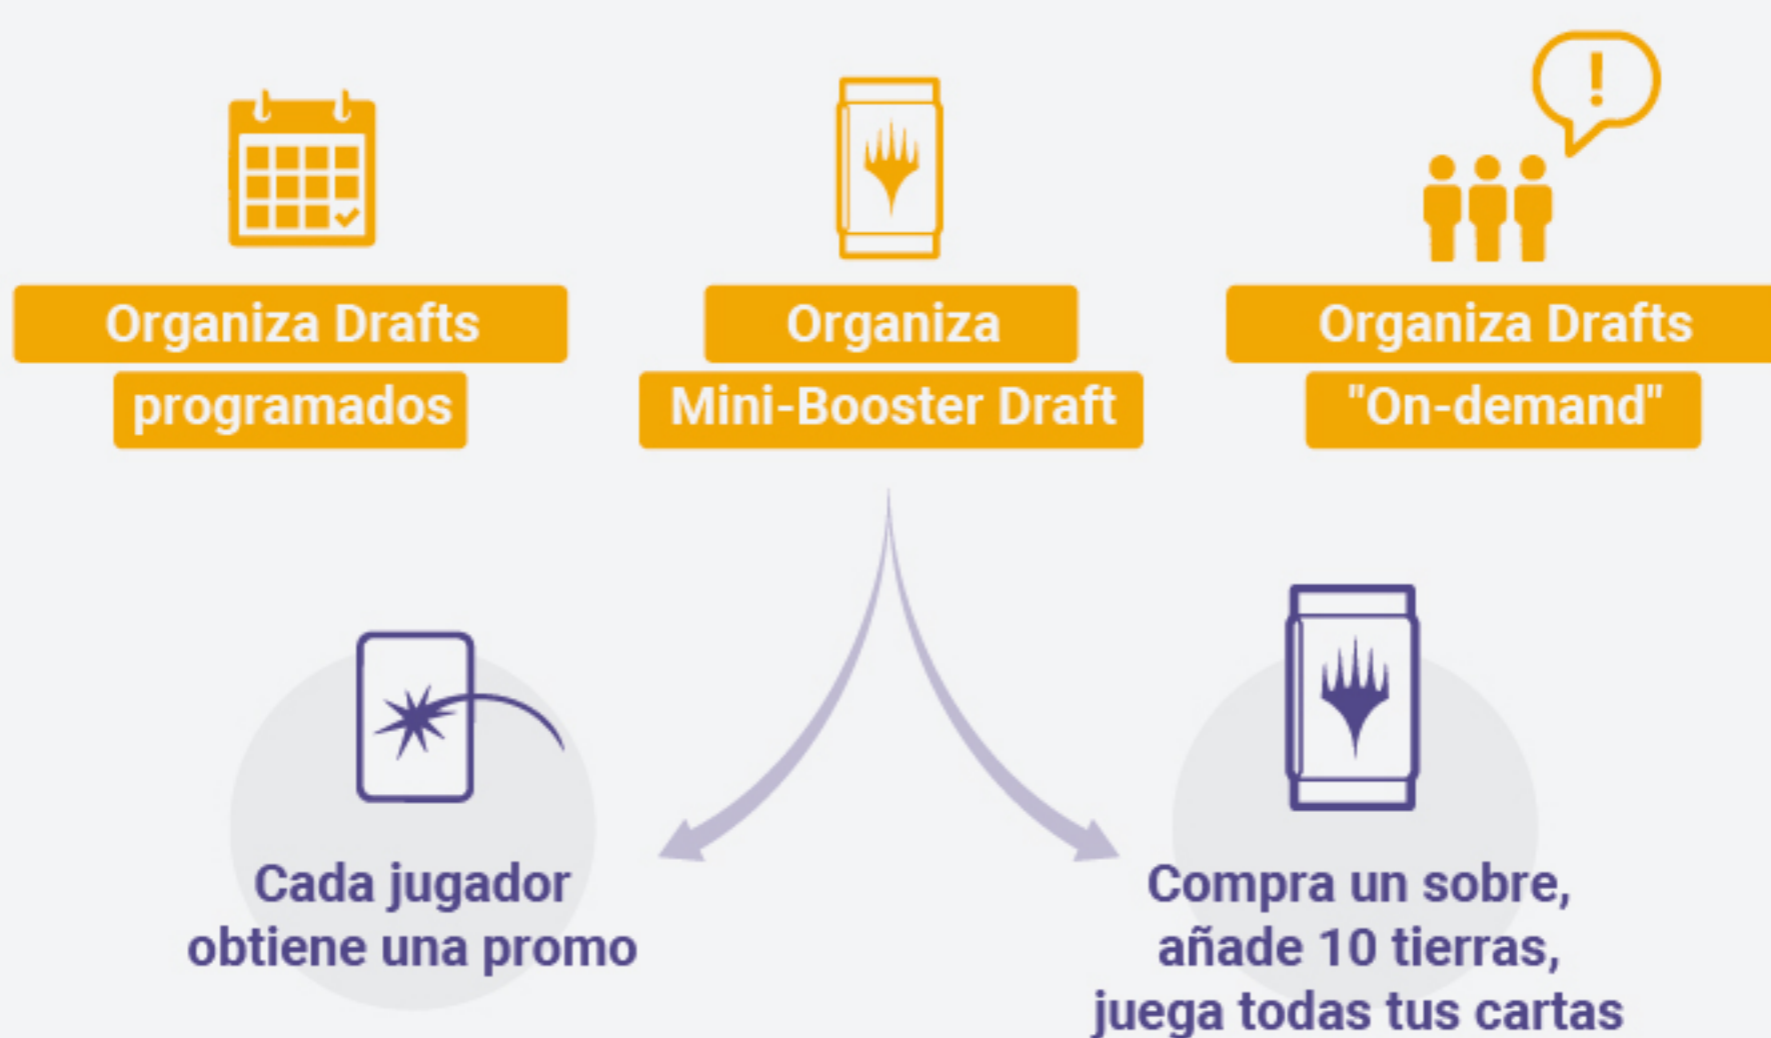 !
Organiza Drafts
programados
Organiza
Mini-Booster Draft
Organiza Drafts
"On-demand"
Cada jugador
obtiene una promo
Compra un sobre,
añade 10 tierras,
juega todas tus cartas